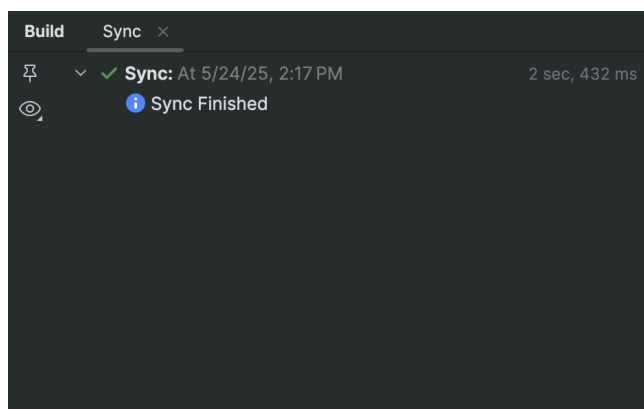 Build Sync
Sync: At 5/24/25, 2:17 PM 2 sec, 432 ms
Sync Finished